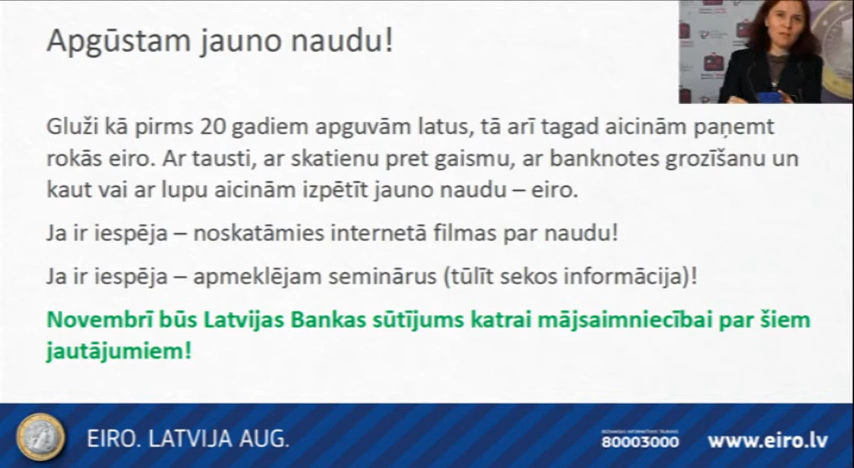 Apgūstam jauno naudu!
Gluži kā pirms 20 gadiem apguvām latus, tā arī tagad aicinām paņemt
rokās eiro. Ar tausti, ar skatienu pret gaismu, ar banknotes grozīšanu un
kaut vai ar lupu aicinām izpētīt jauno naudu – eiro.
Ja ir iespēja – noskatāmies internetā filmas par naudu!
Ja ir iespēja – apmeklējam seminārus (tūlīt sekos informācija)!
Novembrī būs Latvijas Bankas sūtījums katrai mājsaimniecībai par šiem
jautājumiem!
EIRO. LATVIJA AUG.
80003000
www.eiro.lv